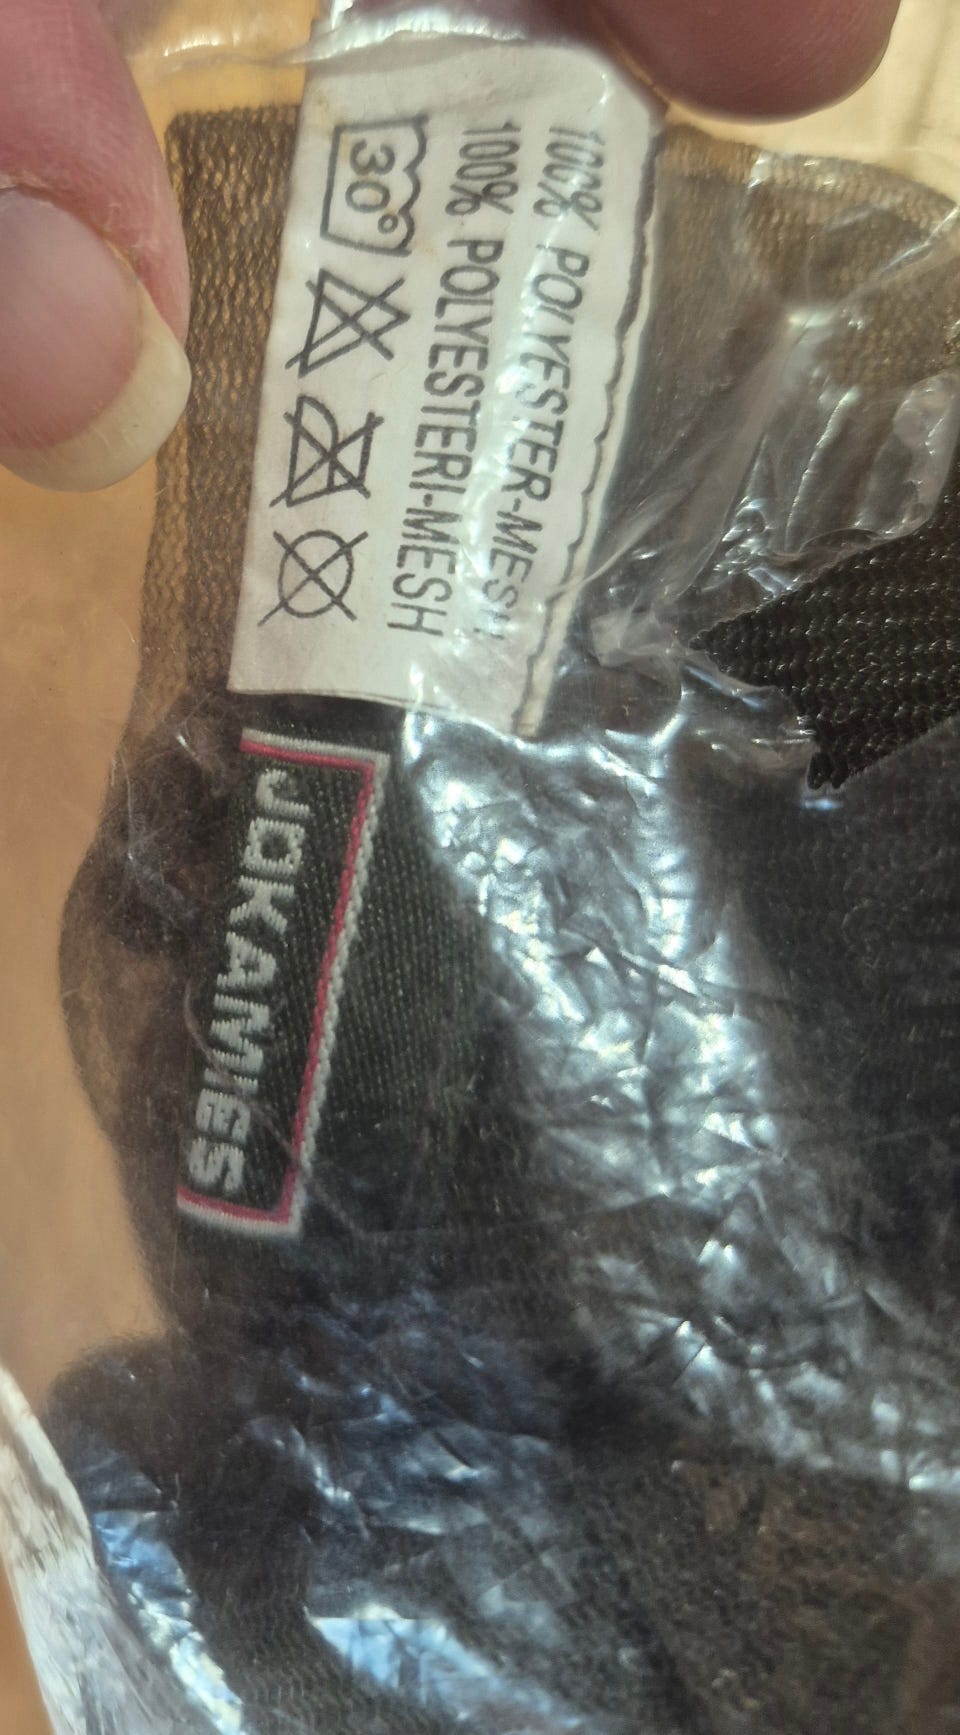 100% POLYESTER-MESH
100% POLYESTERI-MESH
30°
JOKAMIES